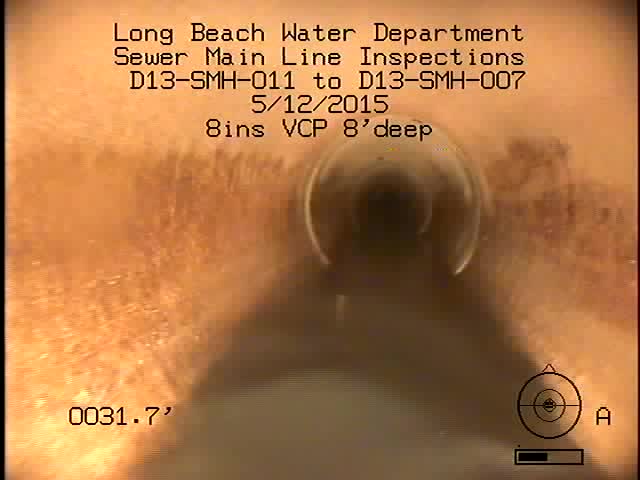 Long Beach Water Department
Sewer Main Line Inspections
D13-SMH-011 to D13-SMH-007
5/12/2015
8ins VCP 8'deep
0031.7'
A